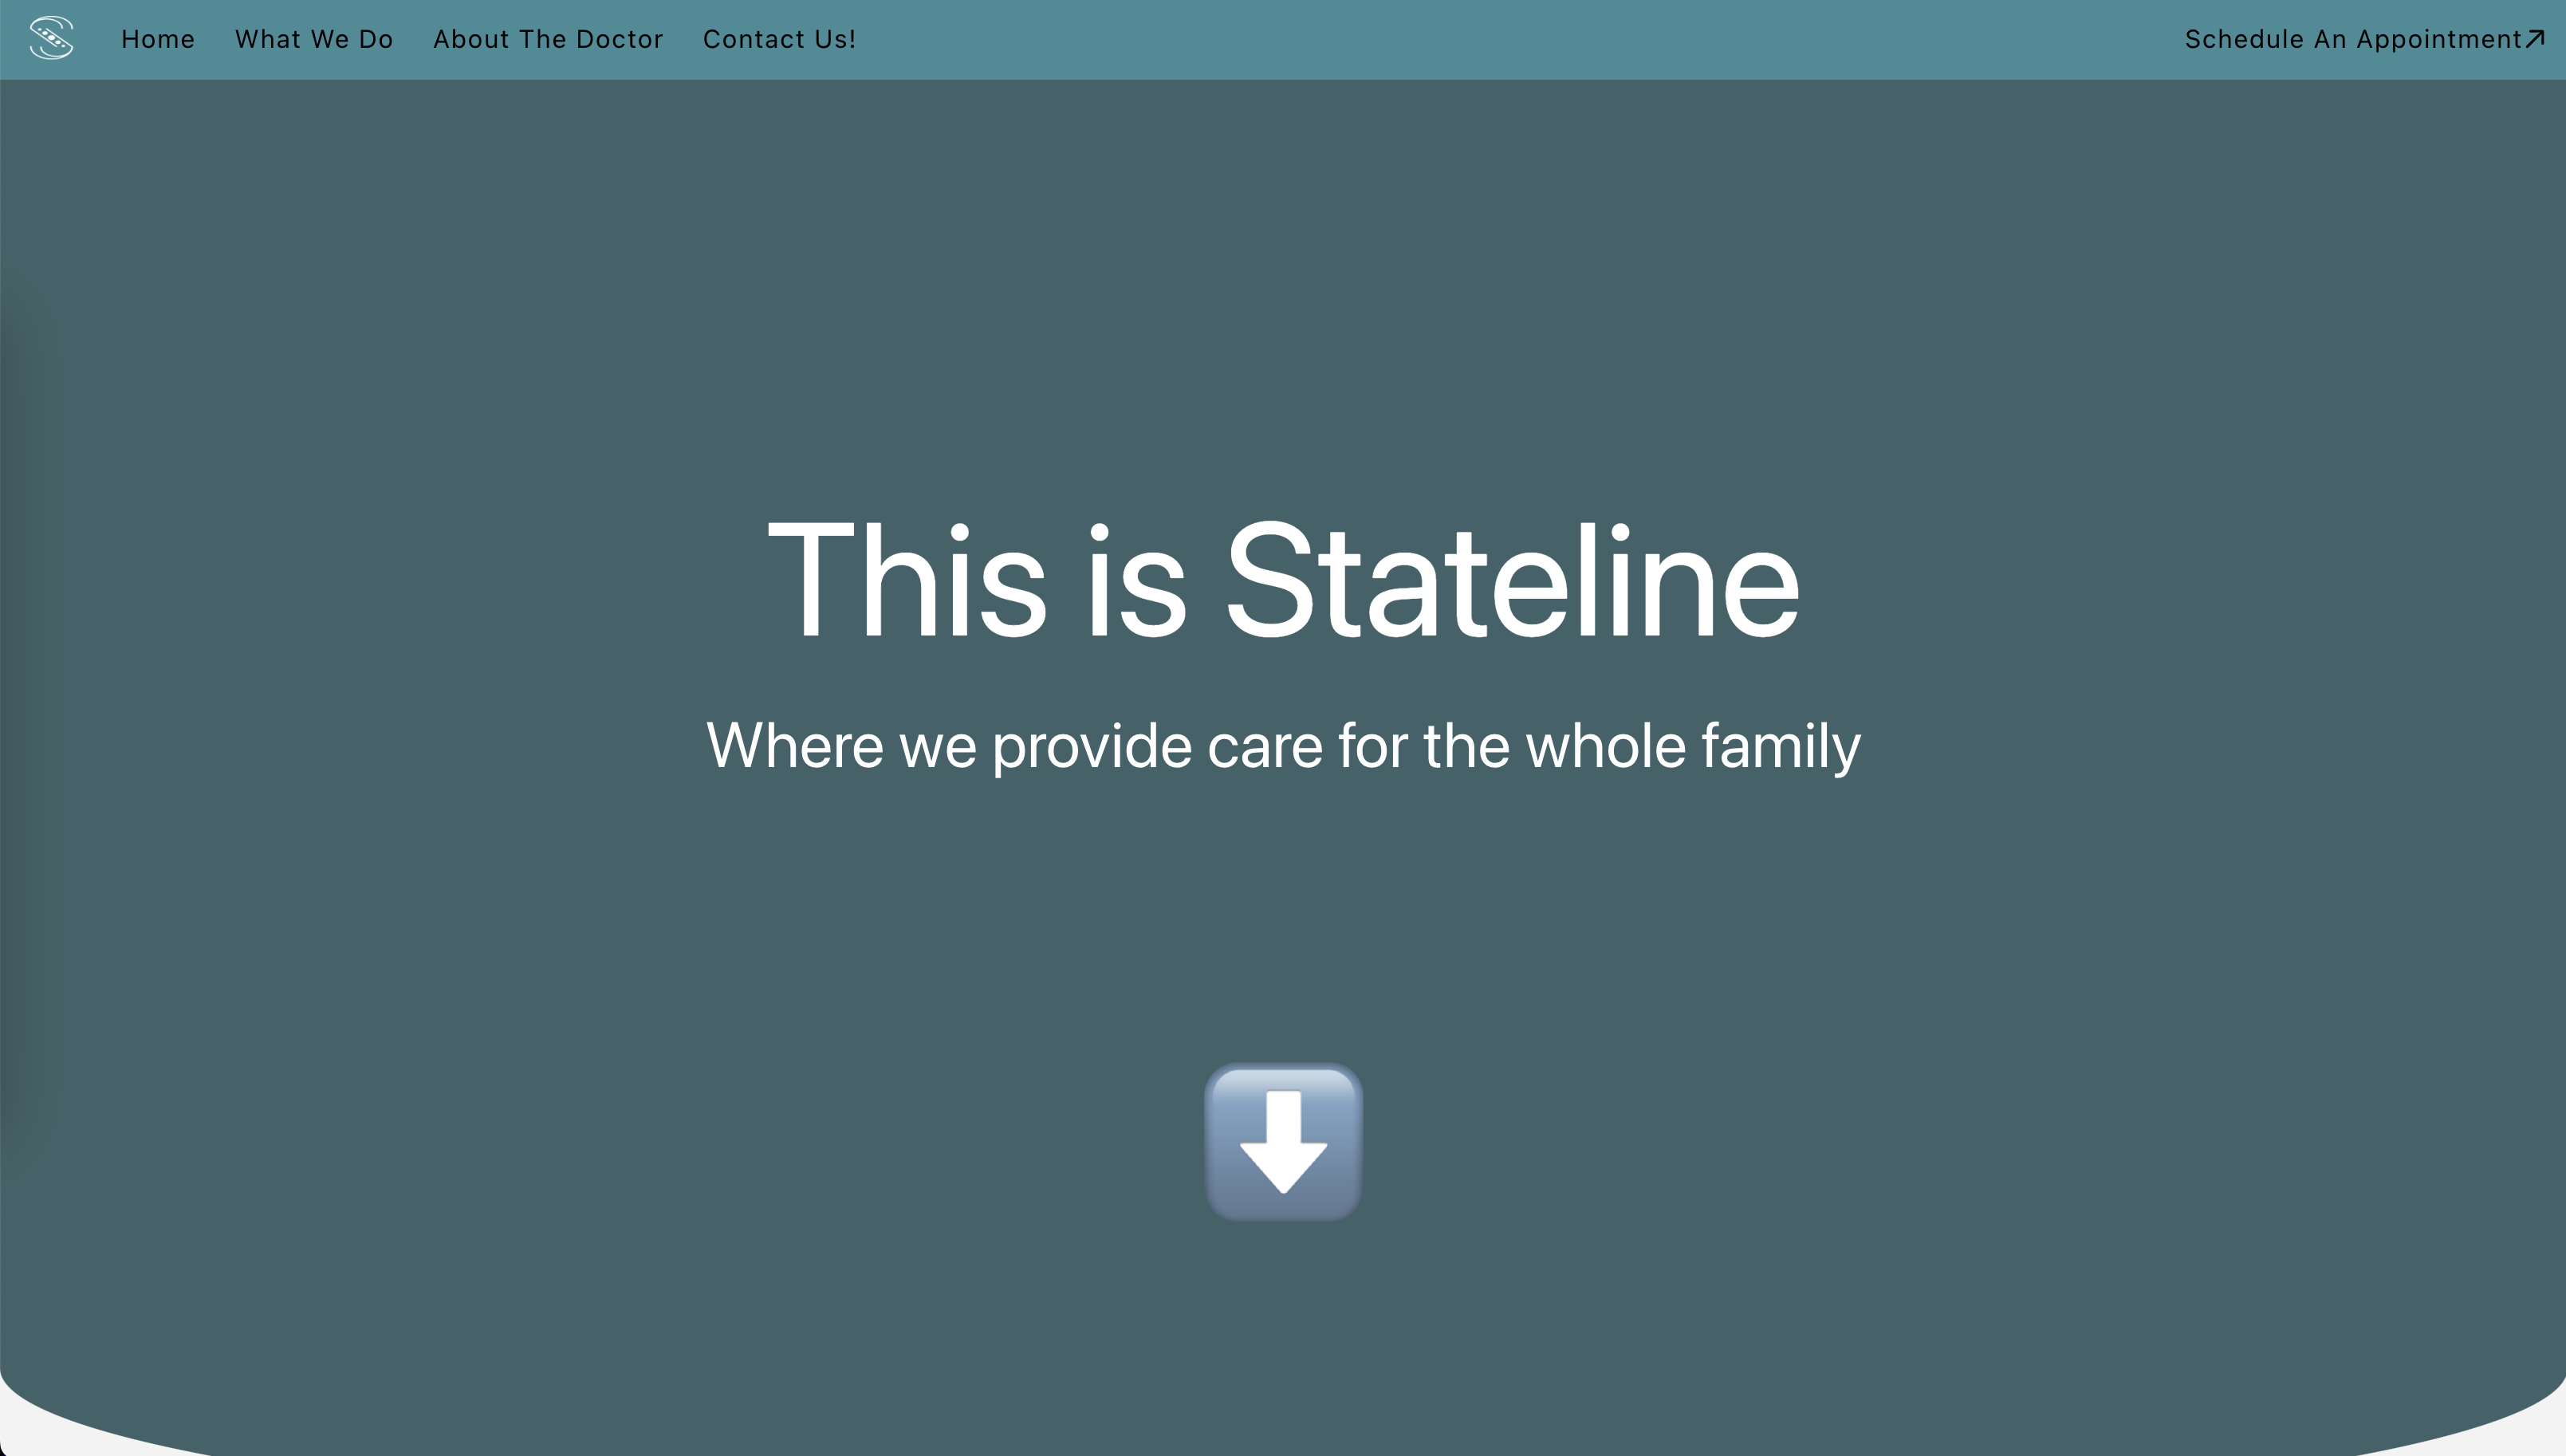 Home
What We Do
About The Doctor
Contact Us!
Schedule An Appointment
This is Stateline
Where we provide care for the whole family